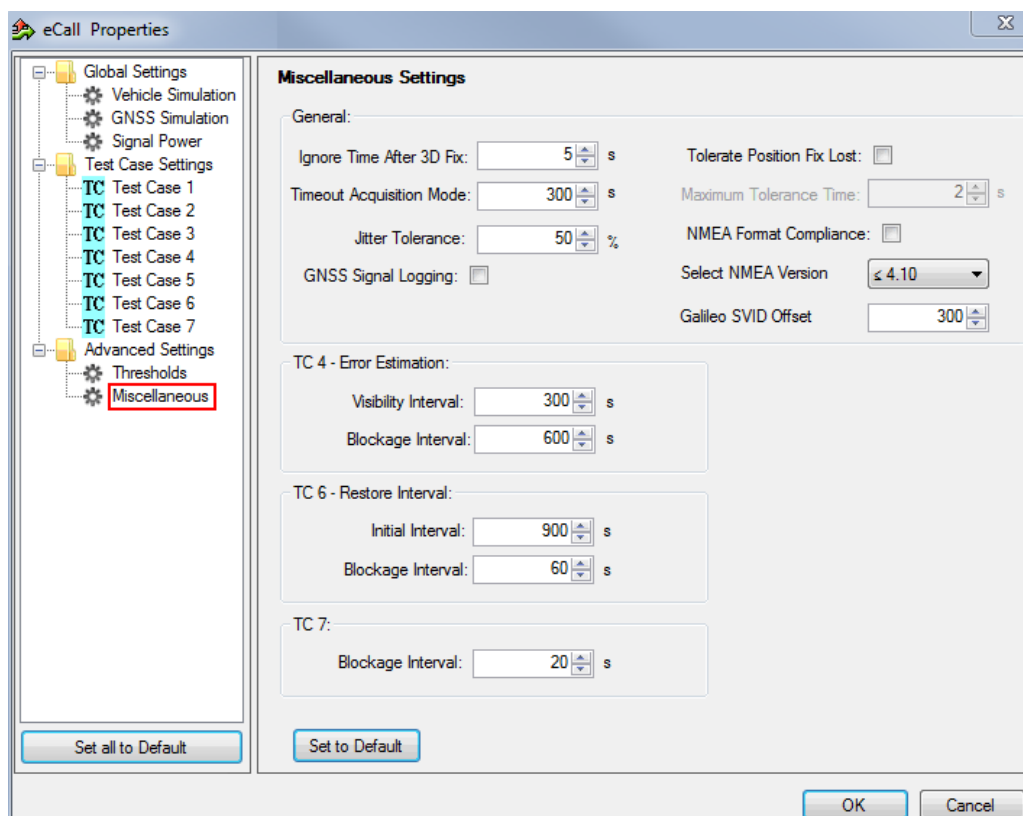 eCall Properties
Global Settings
Vehicle Simulation
GNSS Simulation
Signal Power
Test Case Settings
TC Test Case 1
TC Test Case 2
TC Test Case 3
TC Test Case 4
TC Test Case 5
TC Test Case 6
TC Test Case 7
Advanced Settings
Thresholds
Miscellaneous
Set all to Default
Miscellaneous Settings
General:
Ignore Time After 3D Fix: 5 s
Timeout Acquisition Mode: 300 s
Jitter Tolerance: 50 %
GNSS Signal Logging:
Tolerate Position Fix Lost:
Maximum Tolerance Time: 2 s
NMEA Format Compliance:
Select NMEA Version ≤ 4.10
Galileo SVID Offset 300
TC 4 - Error Estimation:
Visibility Interval: 300 s
Blockage Interval: 600 s
TC 6 - Restore Interval:
Initial Interval: 900 s
Blockage Interval: 60 s
TC 7:
Blockage Interval: 20 s
Set to Default
OK Cancel